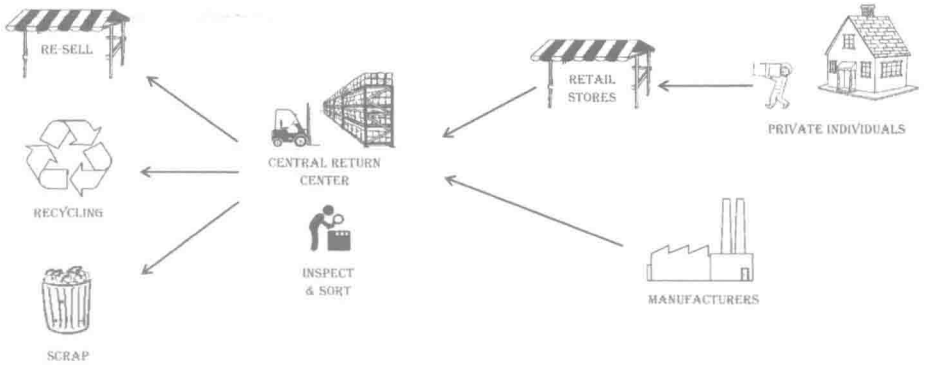 RE-SELL
RETAIL
STORES
PRIVATE INDIVIDUALS
CENTRAL RETURN
CENTER
RECYCLING
INSPECT
& SORT
MANUFACTURERS
SCRAP